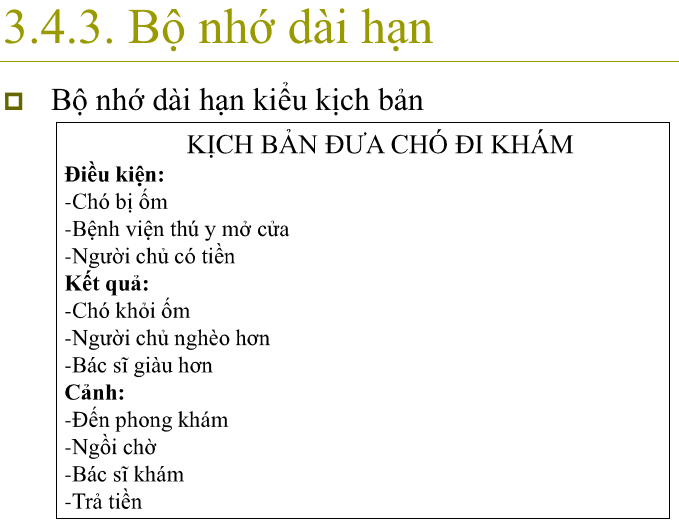 3.4.3. Bộ nhớ dài hạn
Bộ nhớ dài hạn kiểu kịch bản
KỊCH BẢN ĐƯA CHÓ ĐI KHÁM
Điều kiện:
-Chó bị ốm
-Bệnh viện thú y mở cửa
-Người chủ có tiền
Kết quả:
-Chó khỏi ốm
-Người chủ nghèo hơn
-Bác sĩ giàu hơn
Cảnh:
-Đến phong khám
-Ngồi chờ
-Bác sĩ khám
-Trả tiền